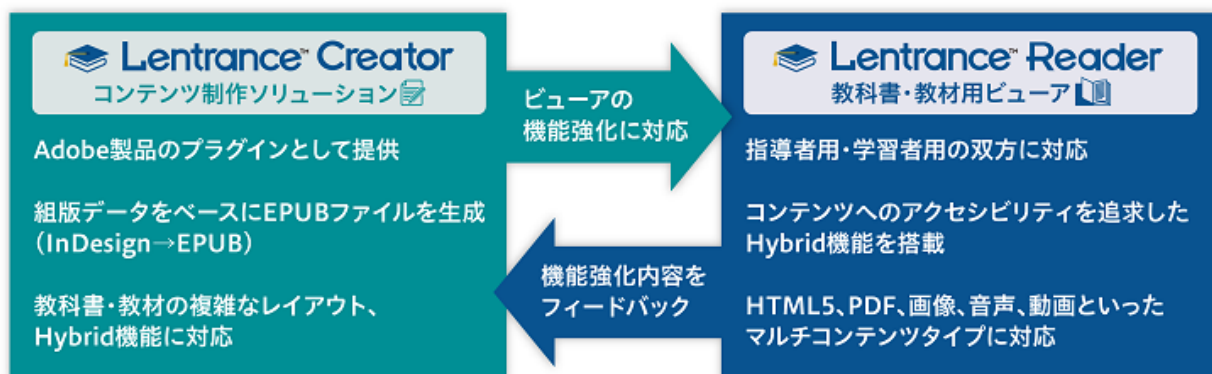 Lentrance™ Creator
コンテンツ制作ソリューション
Adobe製品のプラグインとして提供
組版データをベースにEPUBファイルを生成
(InDesign→EPUB)
教科書・教材の複雑なレイアウト、
Hybrid機能に対応
ビューアの
機能強化に対応
機能強化内容を
フィードバック
Lentrance™ Reader
教科書・教材用ビューア
指導者用・学習者用の双方に対応
コンテンツへのアクセシビリティを追求した
Hybrid機能を搭載
HTML5、PDF、画像、音声、動画といった
マルチコンテンツタイプに対応